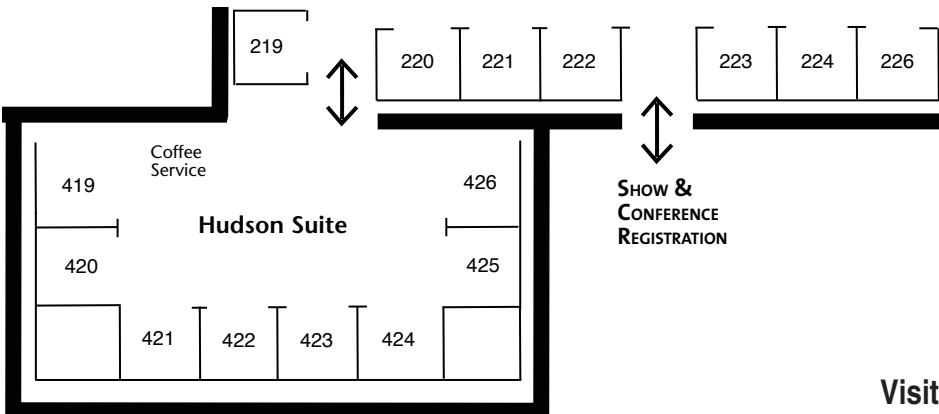 219
220
221
222
223
224
226
Coffee
Service
419
426
Hudson Suite
SHOW &
CONFERENCE
REGISTRATION
420
425
421
422
423
424
Visit